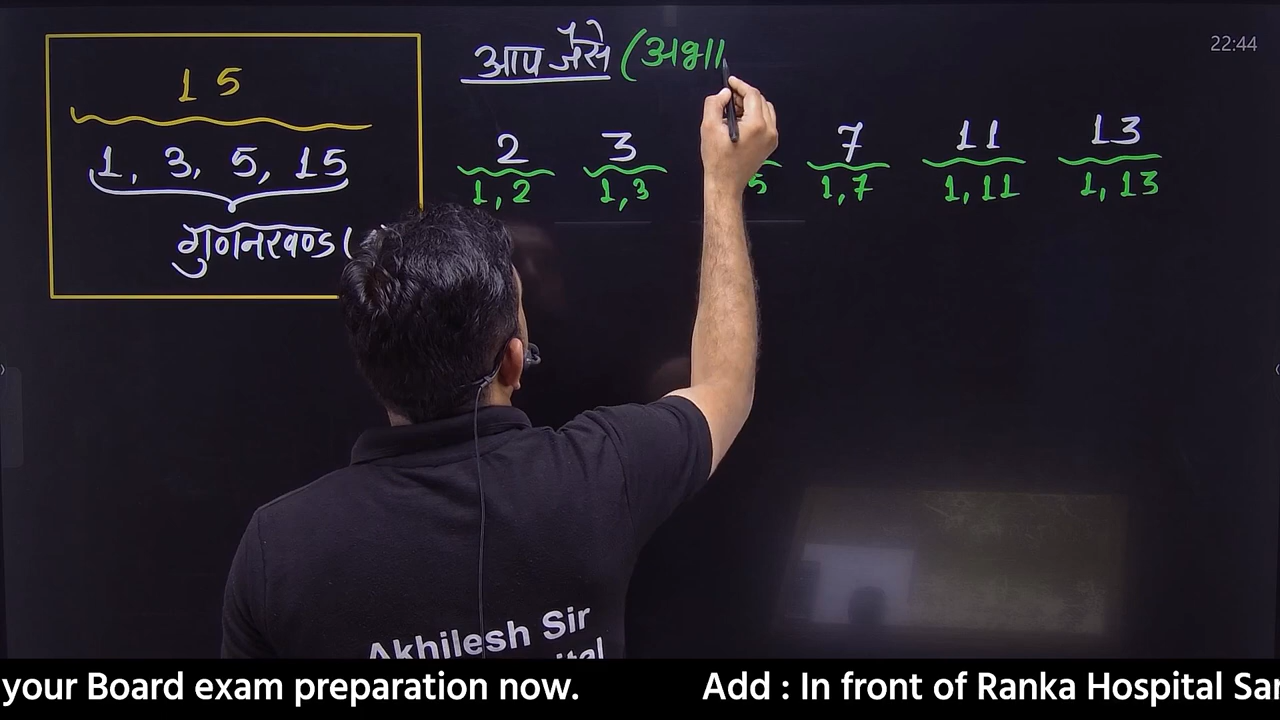 15
1, 3, 5, 15
गुणनखण्ड (
आप जैसे (अभा
22:44
2 3 7 11 13
1,2 1,3 5 1,7 1,11 1,13
Akhilesh Sir
your Board exam preparation now. Add : In front of Ranka Hospital Sar